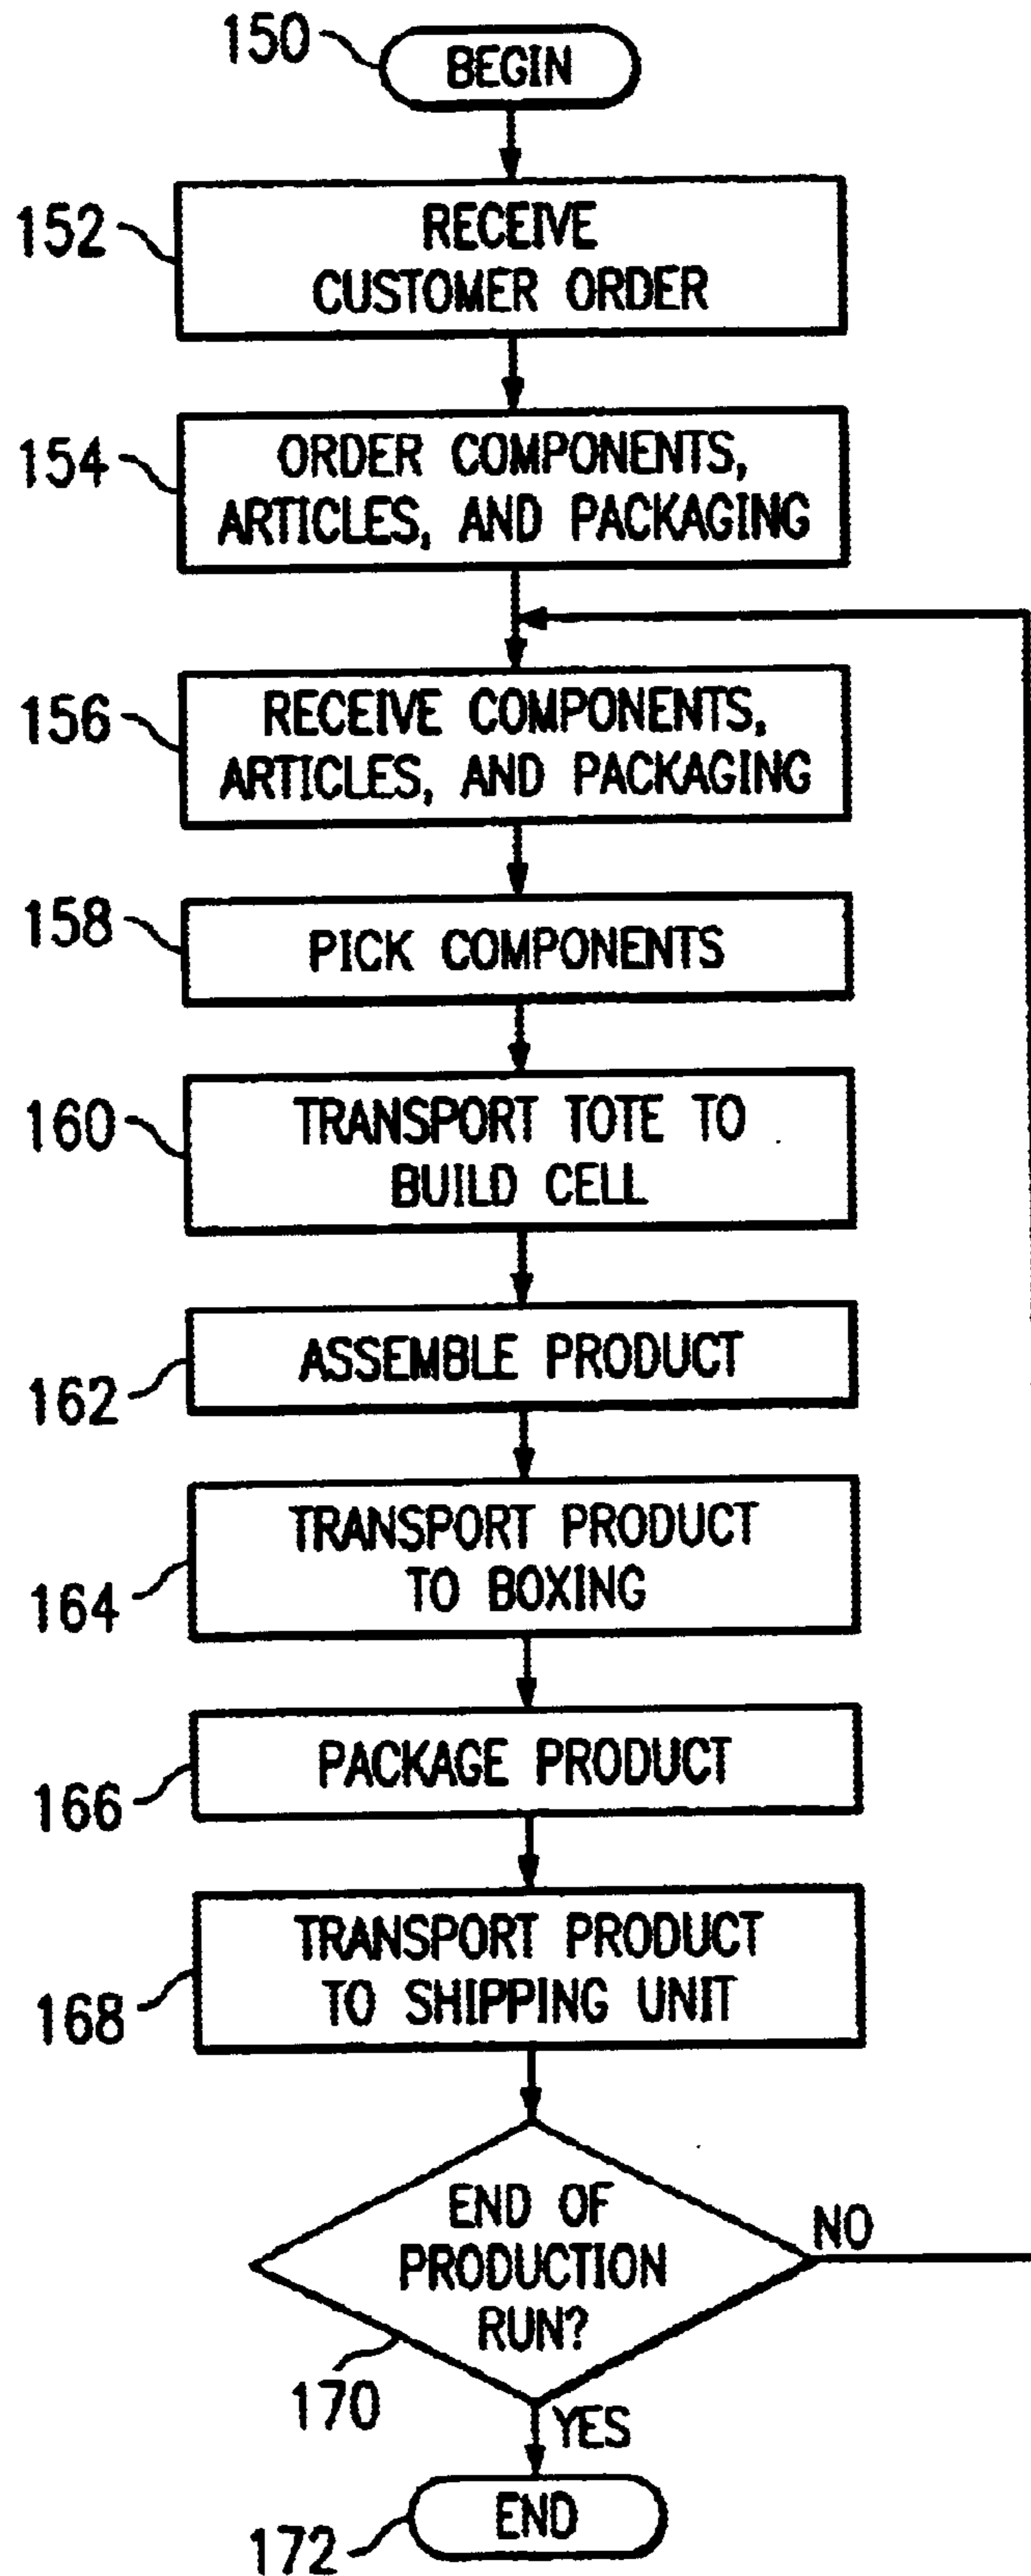 150
BEGIN
152
RECEIVE
CUSTOMER ORDER
154
ORDER COMPONENTS,
ARTICLES, AND PACKAGING
156
RECEIVE COMPONENTS,
ARTICLES, AND PACKAGING
158
PICK COMPONENTS
160
TRANSPORT TOTE TO
BUILD CELL
162
ASSEMBLE PRODUCT
164
TRANSPORT PRODUCT
TO BOXING
166
PACKAGE PRODUCT
168
TRANSPORT PRODUCT
TO SHIPPING UNIT
END OF
PRODUCTION
RUN?
NO
170
YES
END
172